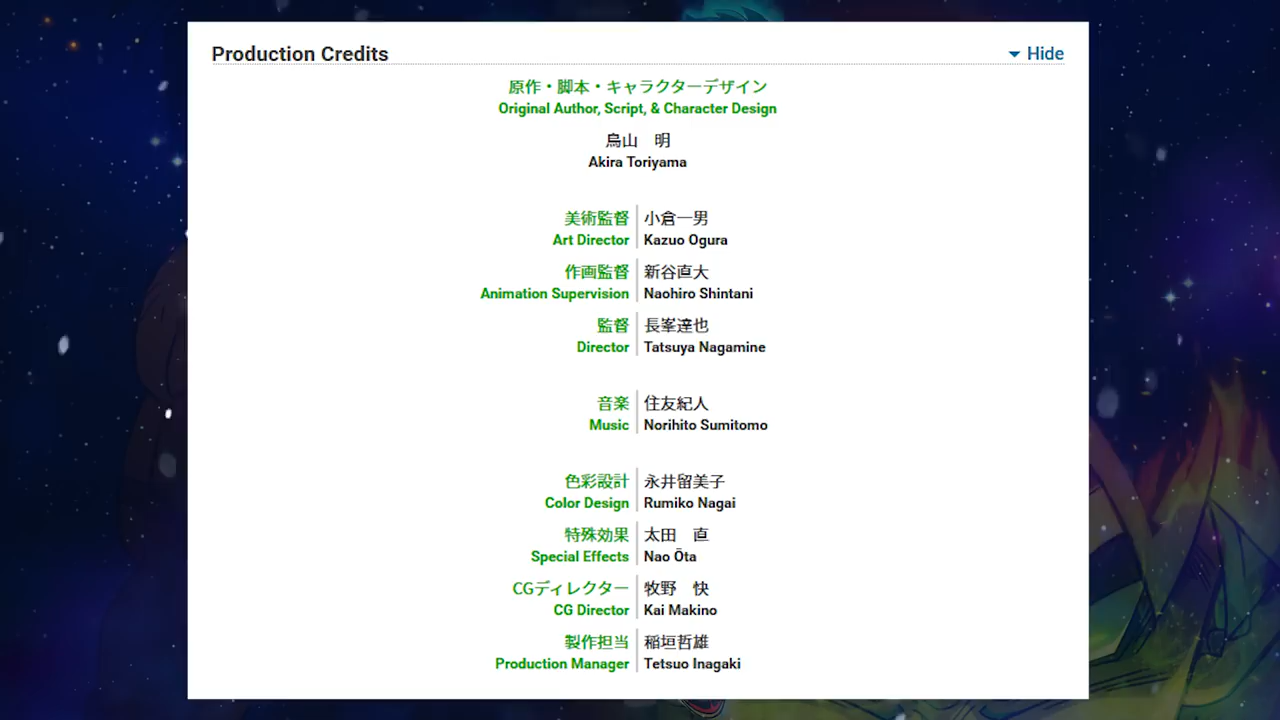 Production Credits
Hide
原作・脚本・キャラクターデザイン
Original Author, Script, & Character Design
鳥山　明
Akira Toriyama
美術監督 小倉一男
Art Director Kazuo Ogura
作画監督 新谷直大
Animation Supervision Naohiro Shintani
監督 長峯達也
Director Tatsuya Nagamine
音楽 住友紀人
Music Norihito Sumitomo
色彩設計 永井留美子
Color Design Rumiko Nagai
特殊効果 太田　直
Special Effects Nao Ōta
CGディレクター 牧野　快
CG Director Kai Makino
製作担当 稲垣哲雄
Production Manager Tetsuo Inagaki